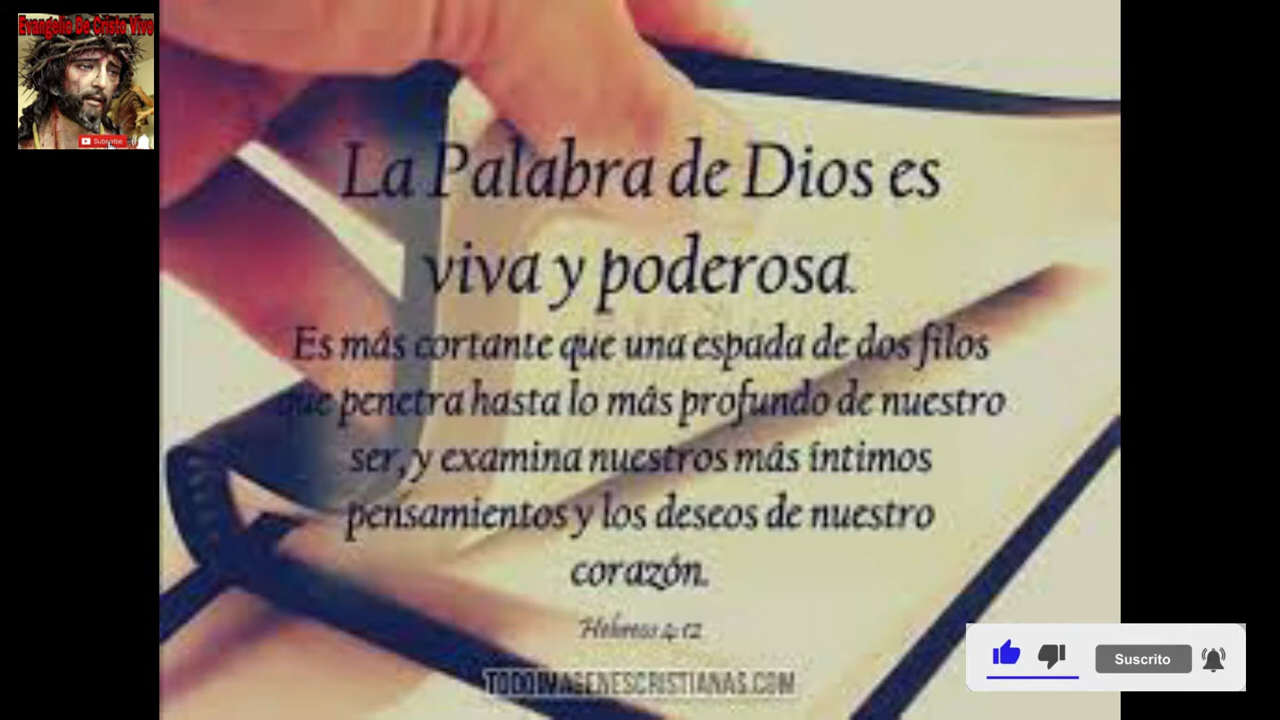 Evangelio De Cristo Vivo
Subscribe
La Palabra de Dios es
viva y poderosa.
Es más cortante que una espada de dos filos
que penetra hasta lo más profundo de nuestro
ser, y examina nuestros más íntimos
pensamientos y los deseos de nuestro
corazón.
Hebreos 4:12
TODOIMAGENESCRISTIANAS.COM
Suscrito